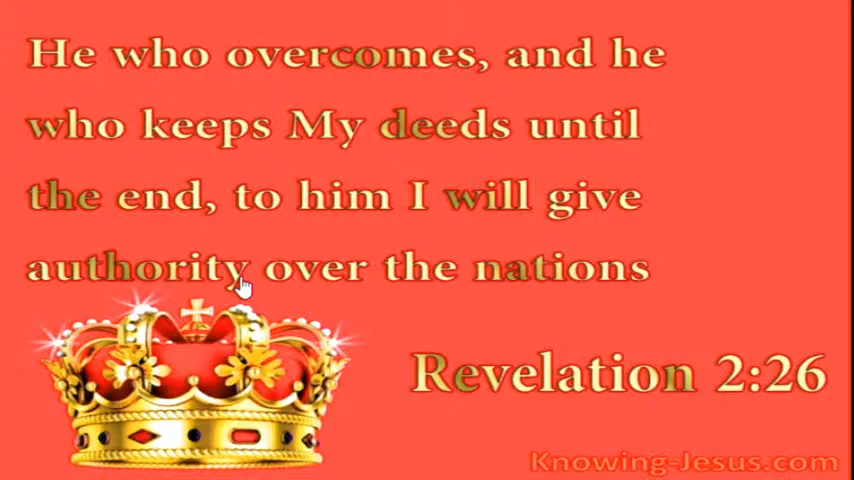 He who overcomes, and he
who keeps My deeds until
the end, to him I will give
authority over the nations
Revelation 2:26
Knowing-Jesus.com